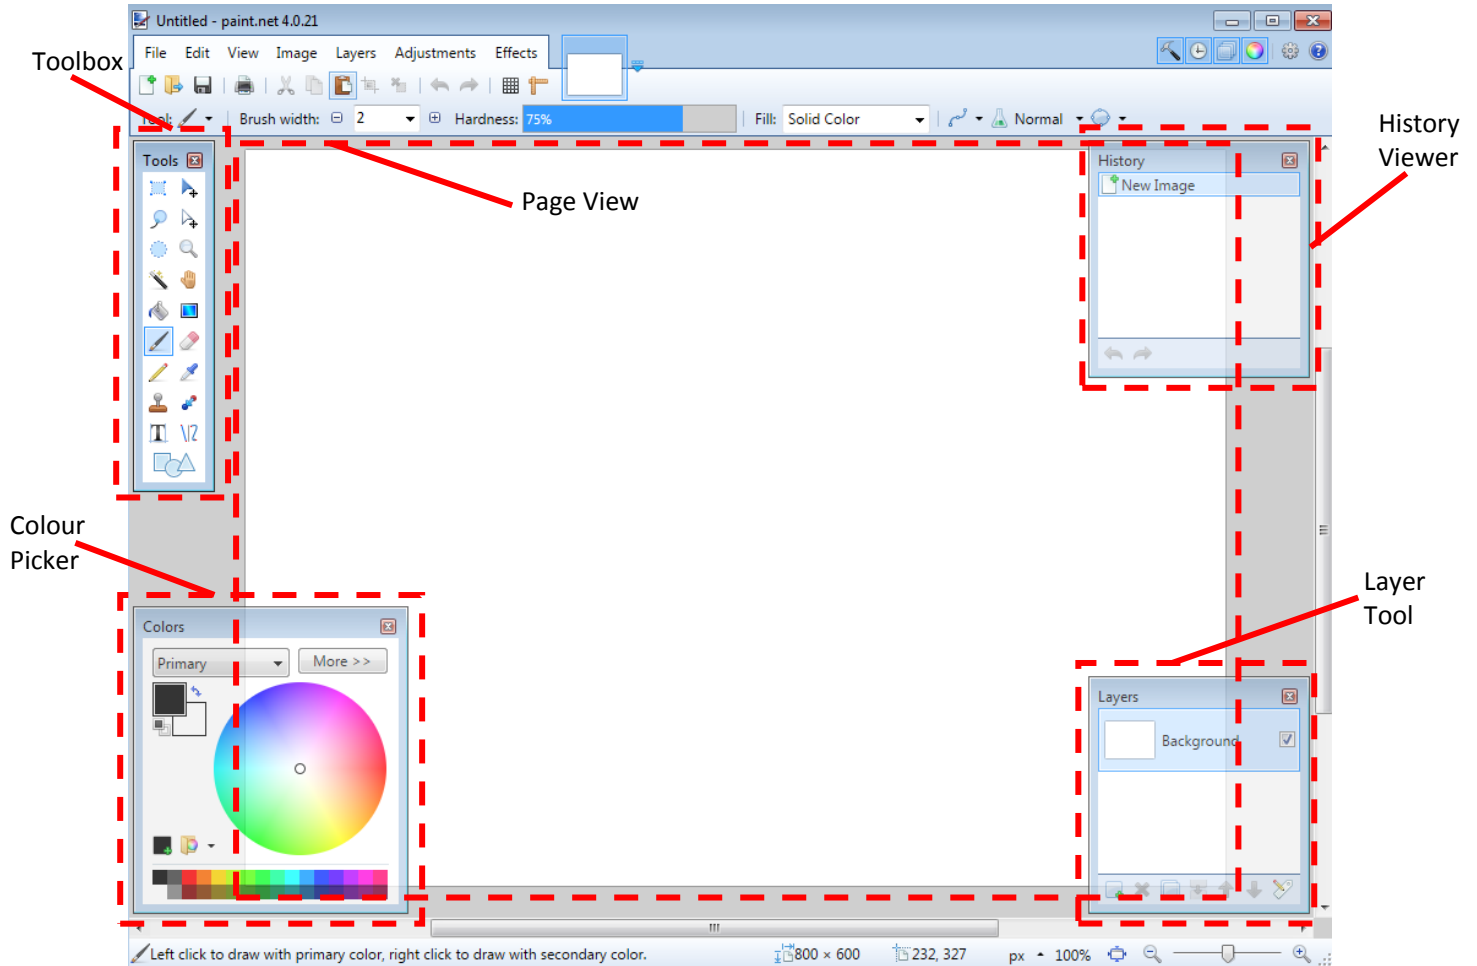 Untitled - paint.net 4.0.21
File Edit View Image Layers Adjustments Effects
Toolbox
Tool: Brush width: 2 Hardness: 75% Fill: Solid Color Normal
History
Viewer
Tools
History
New Image
Page View
Colour
Picker
Layer
Tool
Colors
Primary More >>
Layers
Background
Left click to draw with primary color, right click to draw with secondary color. 800 × 600 232, 327 px 100%